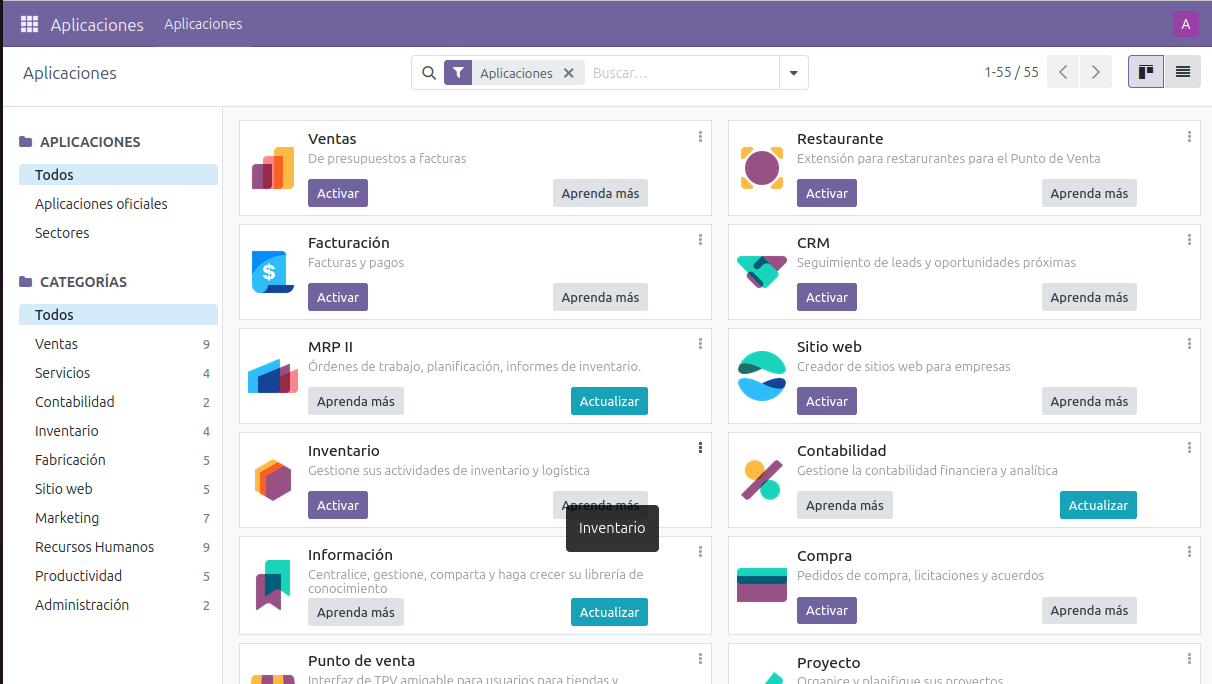 Aplicaciones Aplicaciones A
Aplicaciones
Aplicaciones Buscar...
1-55 / 55
APLICACIONES
Todos
Aplicaciones oficiales
Sectores
CATEGORÍAS
Todos
Ventas 9
Servicios 4
Contabilidad 2
Inventario 4
Fabricación 5
Sitio web 5
Marketing 7
Recursos Humanos 9
Productividad 5
Administración 2
Ventas
De presupuestos a facturas
Activar Aprenda más
Restaurante
Extensión para restarurantes para el Punto de Venta
Activar Aprenda más
Facturación
Facturas y pagos
Activar Aprenda más
CRM
Seguimiento de leads y oportunidades próximas
Activar Aprenda más
MRP II
Órdenes de trabajo, planificación, informes de inventario.
Aprenda más Actualizar
Sitio web
Creador de sitios web para empresas
Activar Aprenda más
Inventario
Gestione sus actividades de inventario y logística
Activar Aprenda más
Inventario
Contabilidad
Gestione la contabilidad financiera y analítica
Aprenda más Actualizar
Información
Centralice, gestione, comparta y haga crecer su librería de
conocimiento
Aprenda más Actualizar
Compra
Pedidos de compra, licitaciones y acuerdos
Activar Aprenda más
Punto de venta
Interfaz de TPV amigable para usuarios para tiendas y
Proyecto
Organice y planifique sus proyectos